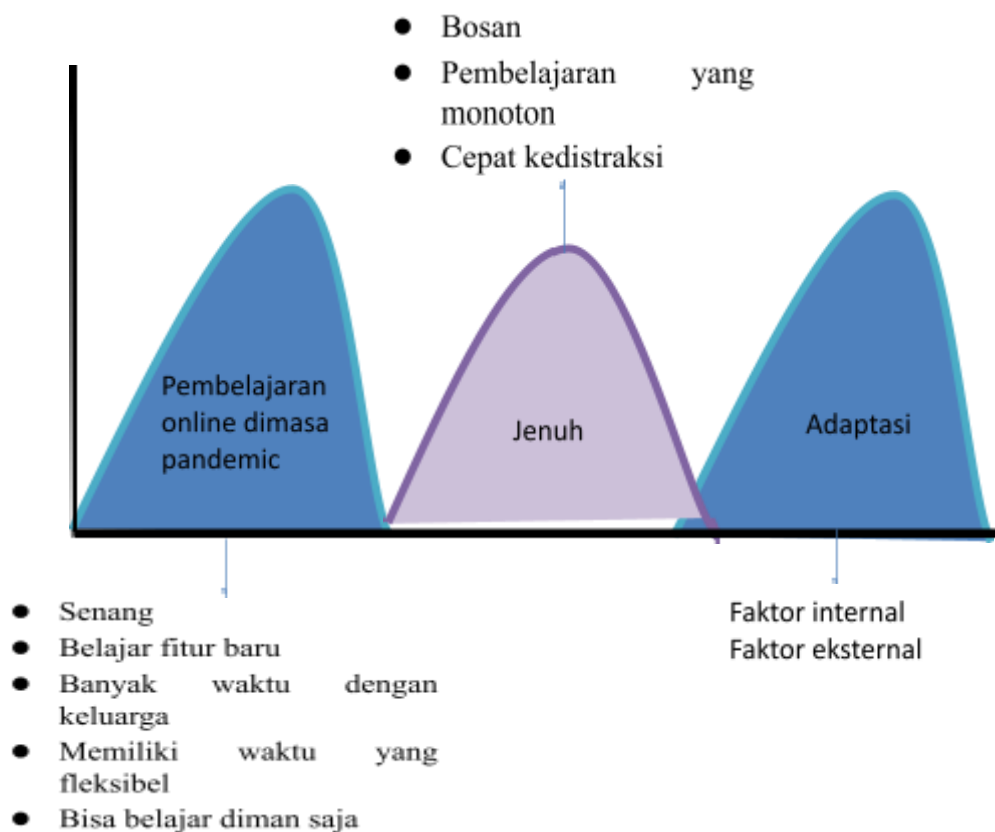 ● Bosan
● Pembelajaran yang
monoton
● Cepat kedistraksi
Pembelajaran
online dimasa
pandemic
Jenuh
Adaptasi
● Senang
● Belajar fitur baru
● Banyak waktu dengan
keluarga
● Memiliki waktu yang
fleksibel
● Bisa belajar diman saja
Faktor internal
Faktor eksternal